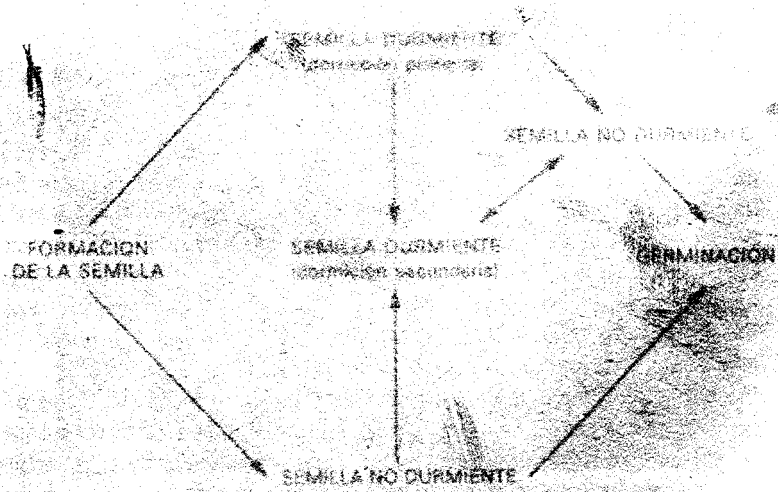 SEMILLA DURMIENTE
(dormición primaria)
SEMILLA NO DURMIENTE
FORMACION
DE LA SEMILLA
SEMILLA DURMIENTE
(dormición secundaria)
GERMINACIÓN
SEMILLA NO DURMIENTE